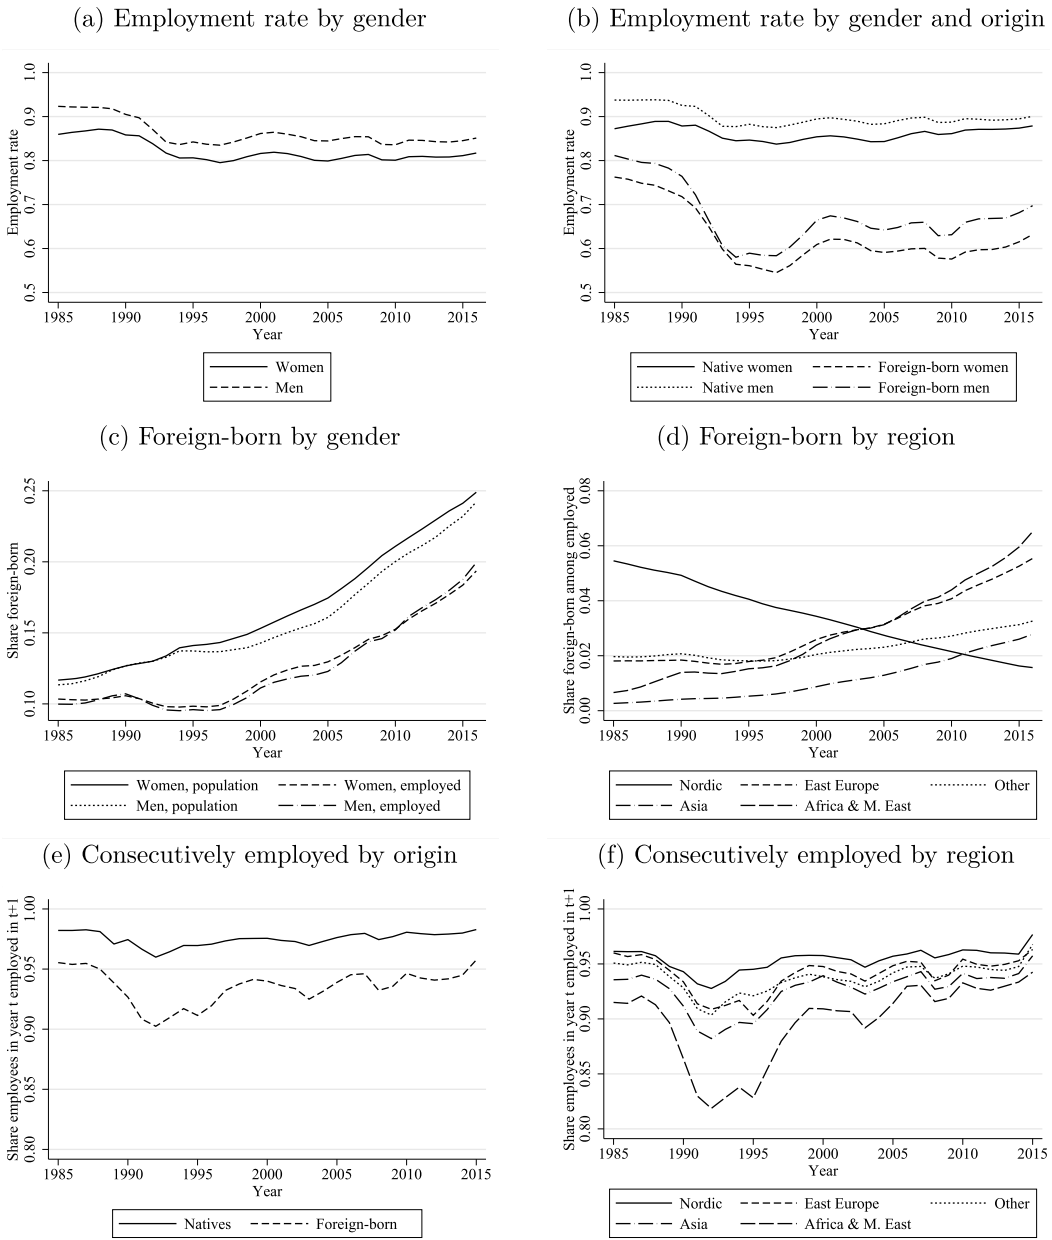 (a) Employment rate by gender
Employment rate
1.0
0.9
0.8
0.7
0.6
0.5
1985 1990 1995 2000 2005 2010 2015
Year
Women
Men
(b) Employment rate by gender and origin
Employment rate
1.0
0.9
0.8
0.7
0.6
0.5
1985 1990 1995 2000 2005 2010 2015
Year
Native women Foreign-born women
Native men Foreign-born men
(c) Foreign-born by gender
Share foreign-born
0.25
0.20
0.15
0.10
1985 1990 1995 2000 2005 2010 2015
Year
Women, population Women, employed
Men, population Men, employed
(d) Foreign-born by region
Share foreign-born among employed
0.08
0.06
0.04
0.02
0.00
1985 1990 1995 2000 2005 2010 2015
Year
Nordic East Europe Other
Asia Africa & M. East
(e) Consecutively employed by origin
Share employees in year t employed in t+1
1.00
0.95
0.90
0.85
0.80
1985 1990 1995 2000 2005 2010 2015
Year
Natives Foreign-born
(f) Consecutively employed by region
Share employees in year t employed in t+1
1.00
0.95
0.90
0.85
0.80
1985 1990 1995 2000 2005 2010 2015
Year
Nordic East Europe Other
Asia Africa & M. East